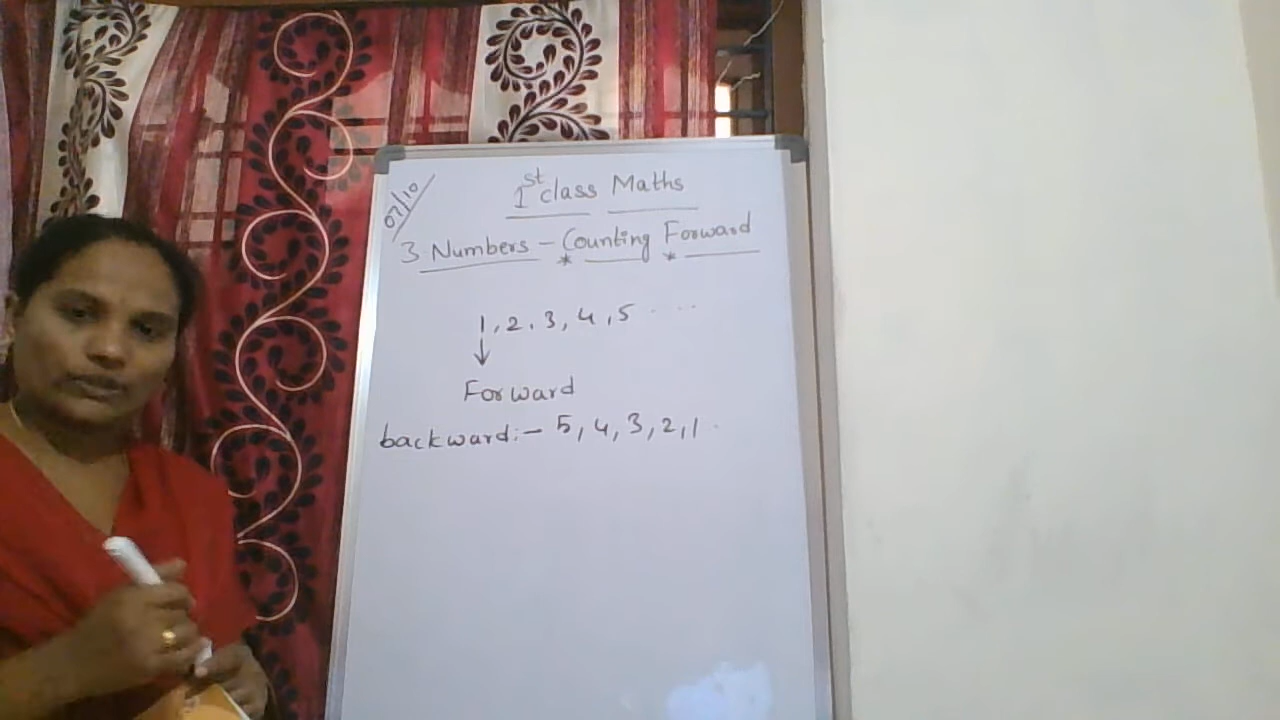 07/10
1st class Maths
3 Numbers - Counting Forward
* *
1, 2, 3, 4, 5 . . . .
↓
Forward
backward:- 5, 4, 3, 2, 1.